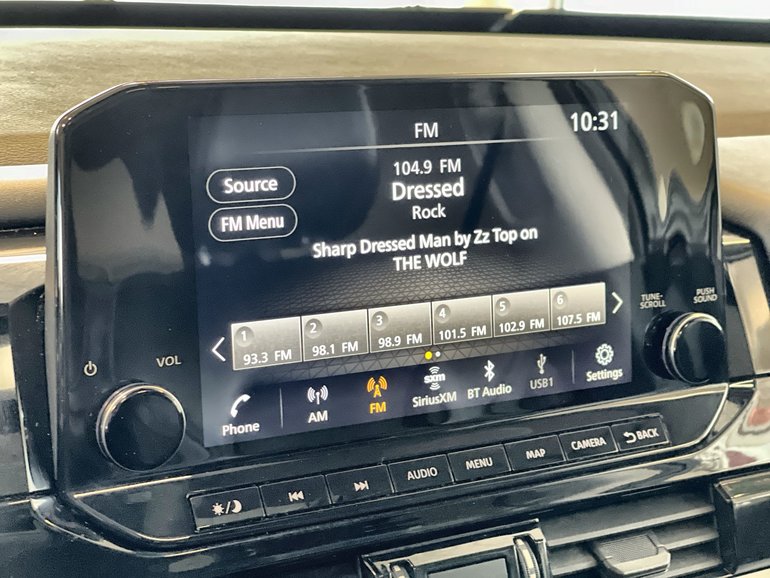 FM
10:31
104.9 FM
Source
Dressed
Rock
FM Menu
Sharp Dressed Man by Zz Top on
THE WOLF
1 2 3 4 5 6
93.3 FM 98.1 FM 98.9 FM 101.5 FM 102.9 FM 107.5 FM
Phone
AM
FM
sxm
SiriusXM
BT Audio
USB1
Settings
VOL
TUNE-
SCROLL
PUSH
SOUND
AUDIO
MENU
MAP
CAMERA
BACK